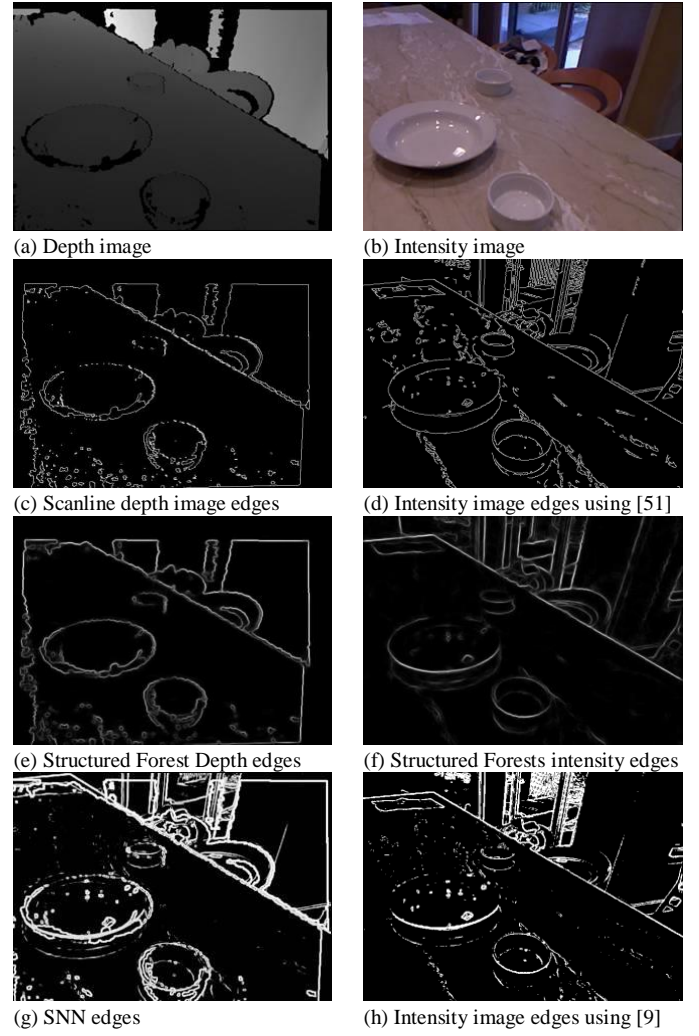 (a) Depth image
(b) Intensity image
(c) Scanline depth image edges
(d) Intensity image edges using [51]
(e) Structured Forest Depth edges
(f) Structured Forests intensity edges
(g) SNN edges
(h) Intensity image edges using [9]